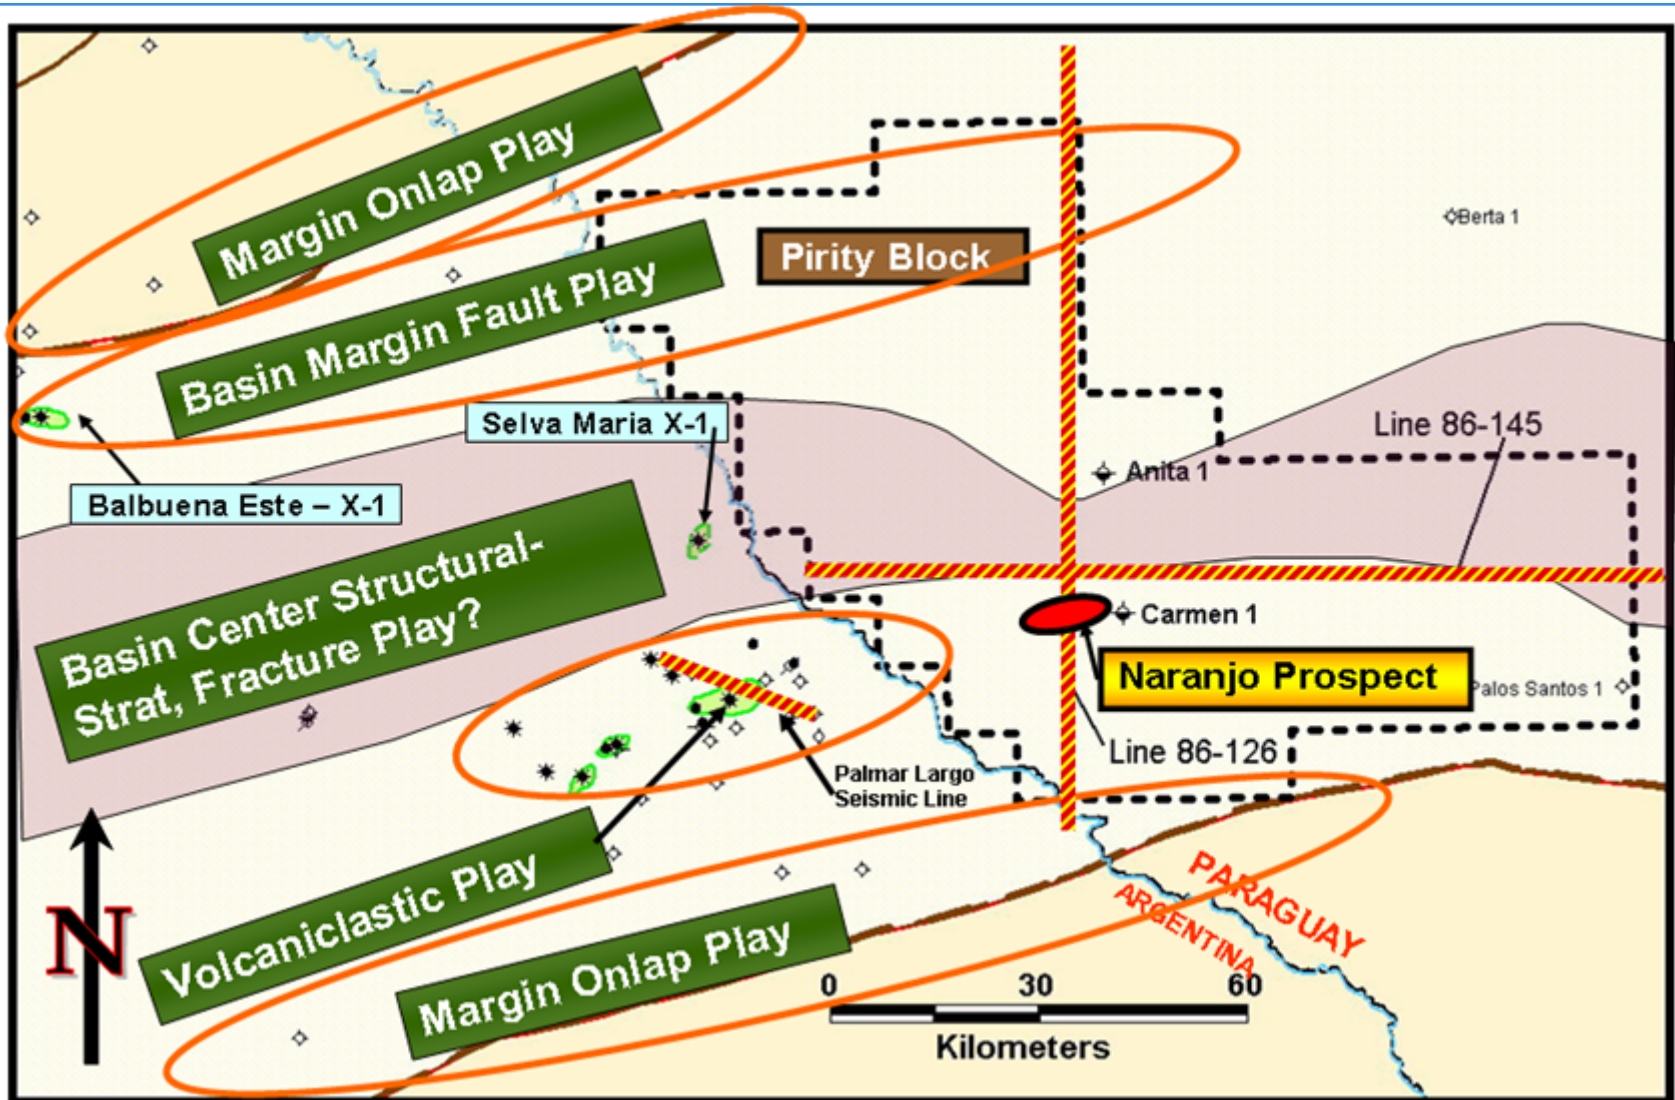 Margin Onlap Play
Pirity Block
Berta 1
Basin Margin Fault Play
Selva Maria X-1
Line 86-145
Anita 1
Balbuena Este – X-1
Basin Center Structural-
Strat, Fracture Play?
Carmen 1
Naranjo Prospect
Palos Santos 1
Line 86-126
Palmar Largo
Seismic Line
Volcaniclastic Play
PARAGUAY
ARGENTINA
N
Margin Onlap Play
0 30 60
Kilometers